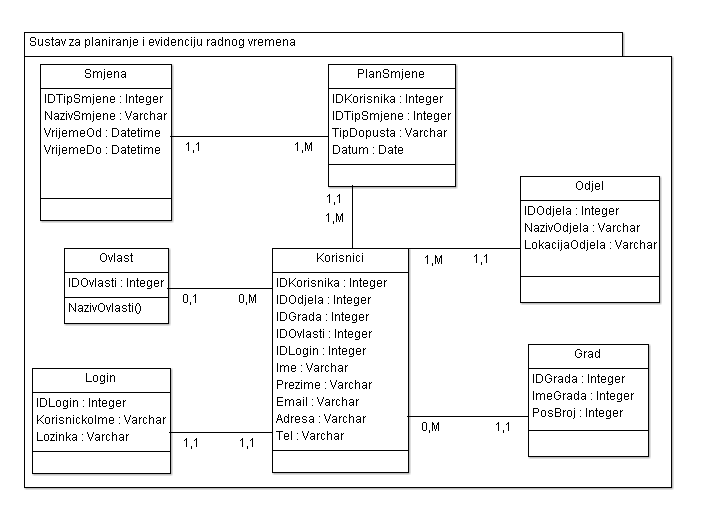 Sustav za planiranje i evidenciju radnog vremena
Smjena
IDTipSmjene : Integer
NazivSmjene : Varchar
VrijemeOd : Datetime
VrijemeDo : Datetime
1,1
1,M
PlanSmjene
IDKorisnika : Integer
IDTipSmjene : Integer
TipDopusta : Varchar
Datum : Date
1,1
1,M
Odjel
IDOdjela : Integer
NazivOdjela : Varchar
LokacijaOdjela : Varchar
Ovlast
IDOvlasti : Integer
NazivOvlasti()
0,1
0,M
Korisnici
IDKorisnika : Integer
IDOdjela : Integer
IDGrada : Integer
IDOvlasti : Integer
IDLogin : Integer
Ime : Varchar
Prezime : Varchar
Email : Varchar
Adresa : Varchar
Tel : Varchar
1,M
1,1
Login
IDLogin : Integer
KorisnickoIme : Varchar
Lozinka : Varchar
1,1
1,1
Grad
IDGrada : Integer
ImeGrada : Integer
PosBroj : Integer
0,M
1,1